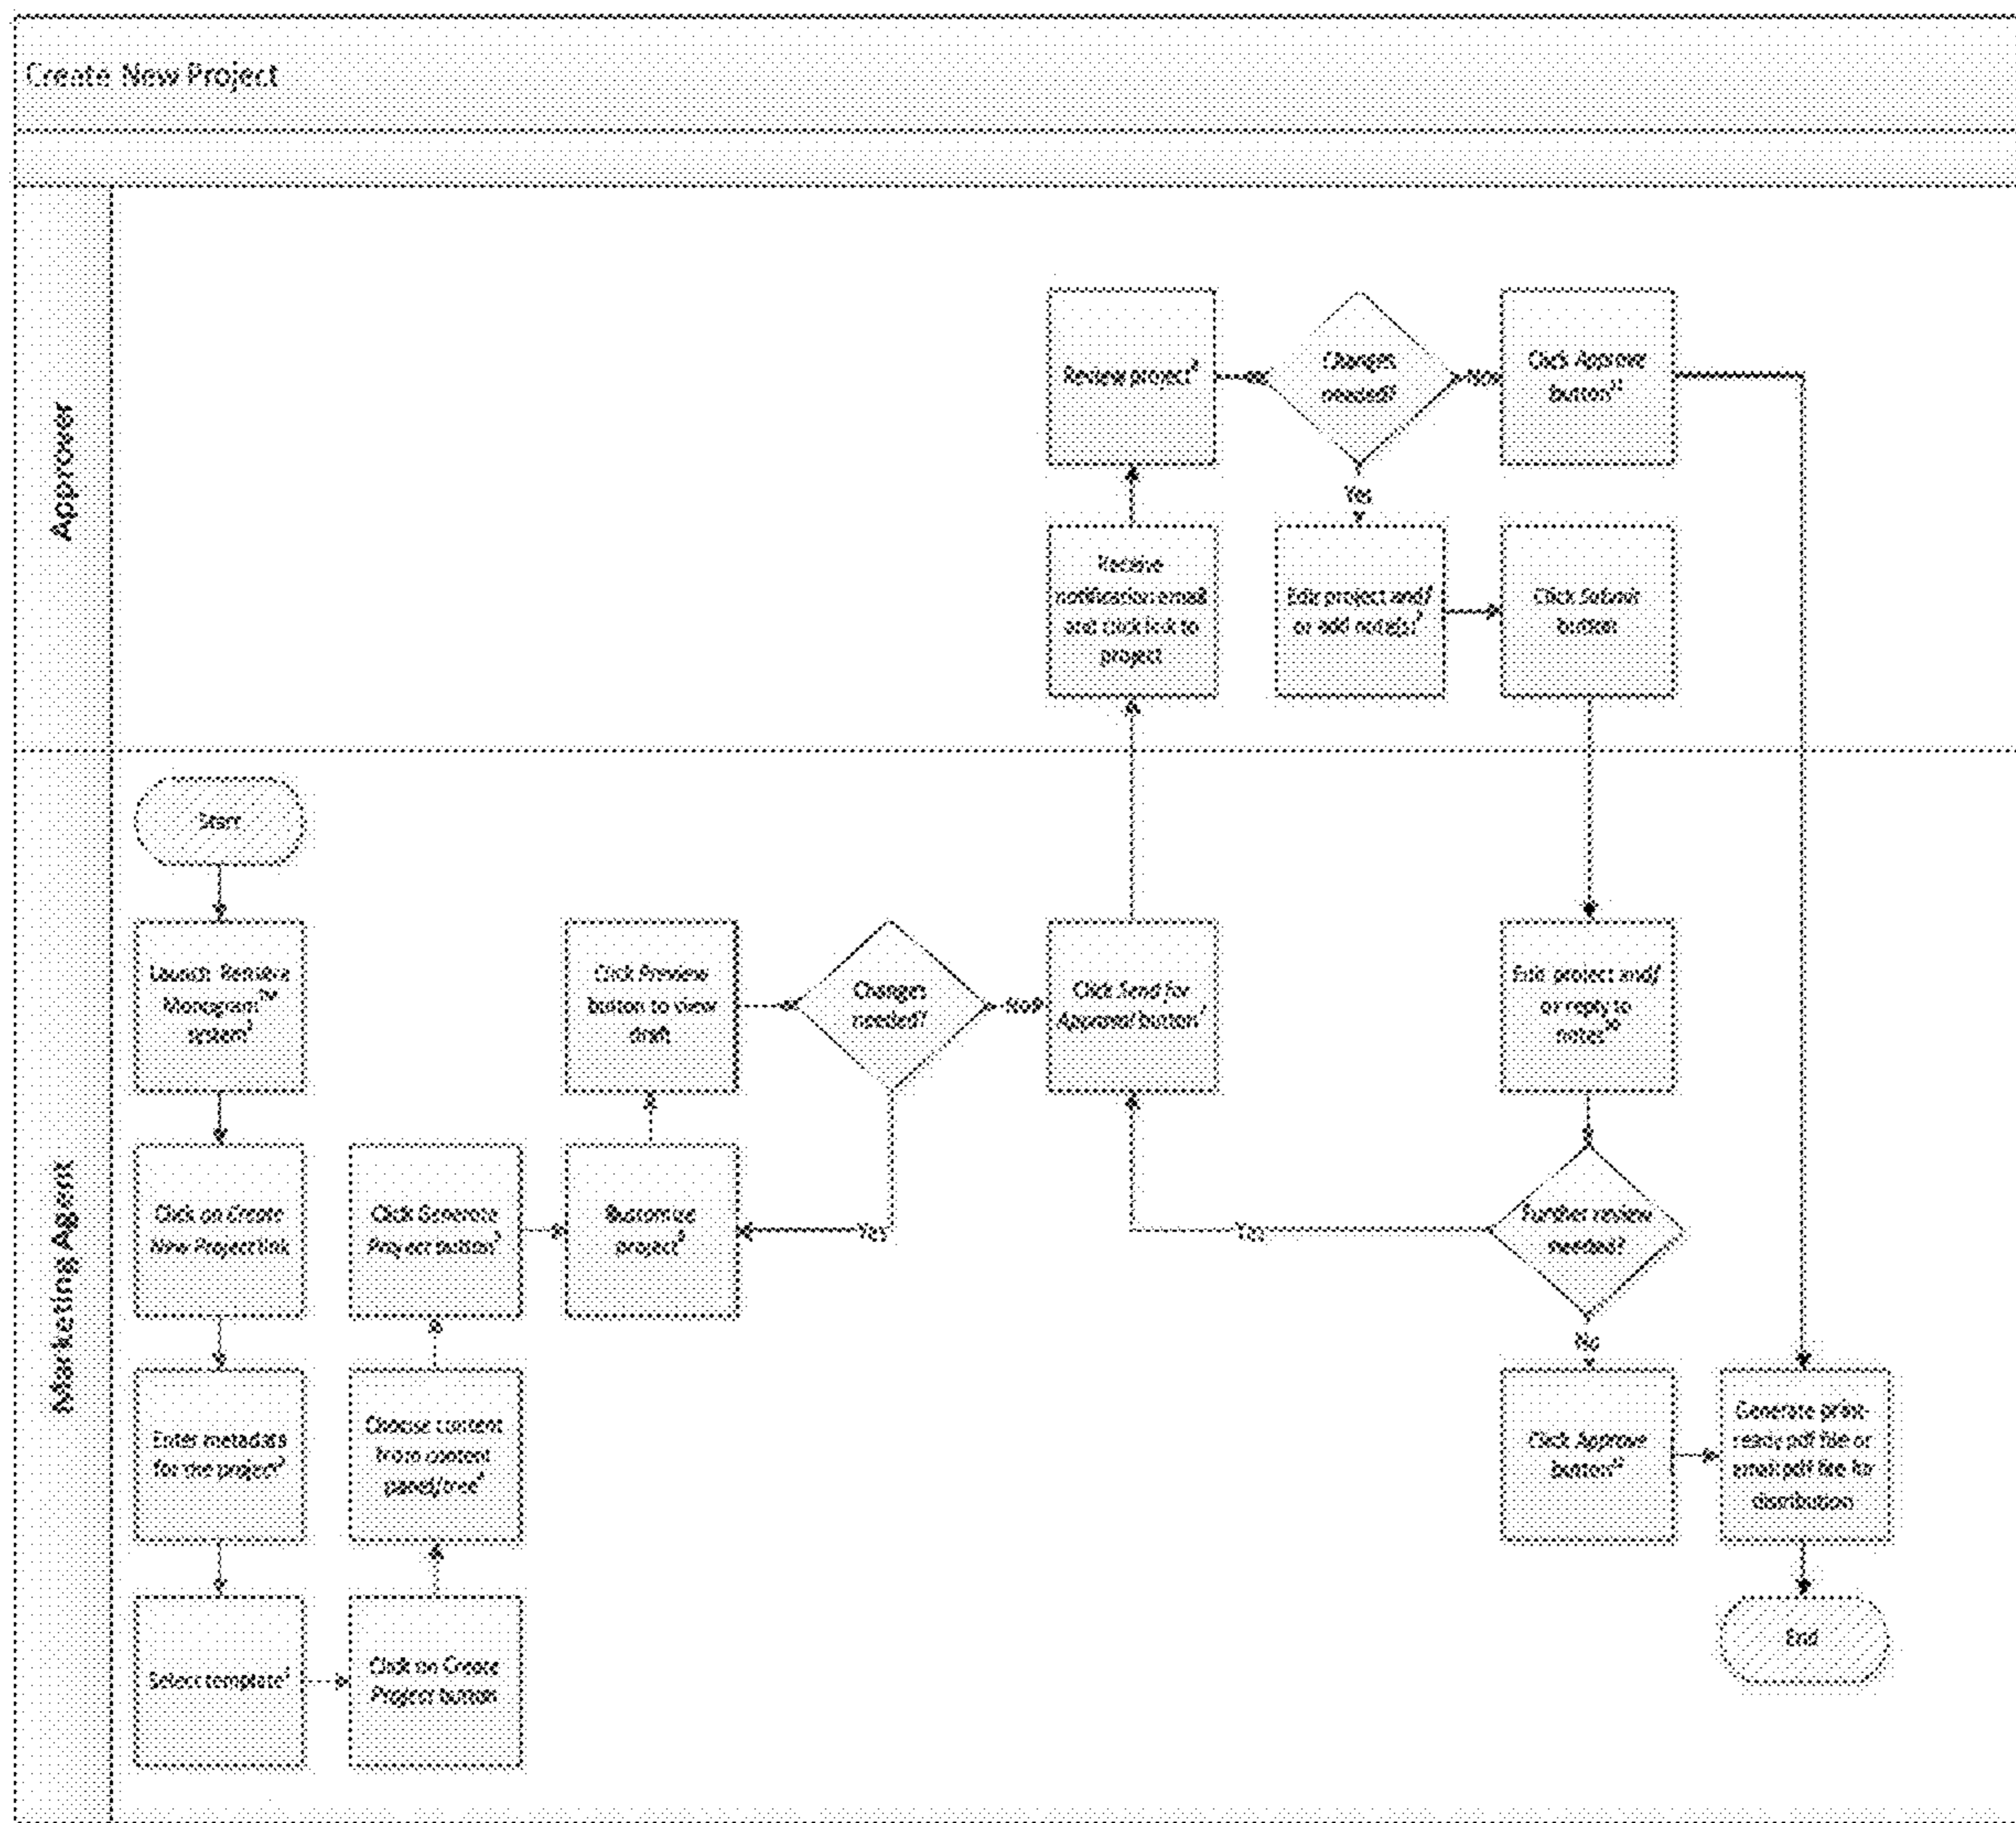 Create New Project
Approver
Review project
Changes
needed?
No
Click Approve
button
Yes
Receive
notification email
and click link to
project
Edit project and/
or add note(s)
Click Submit
button
Marketing Agent
Start
Launch
Monogram
system
Click Preview
button to view
draft
Changes
needed?
No
Click Send for
Approval button
Edit project and/
or reply to
notes
Click on Create
New Project link
Click Generate
Project button
Customize
project
Yes
Yes
Further review
needed?
No
Enter metadata
for the project
Choose content
from content
panel/tree
Click Approve
button
Generate print-
ready pdf file or
email pdf file for
distribution
Select template
Click on Create
Project button
End